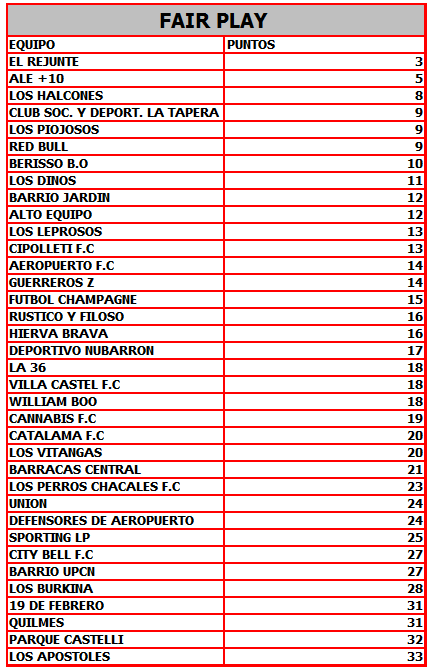 FAIR PLAY
EQUIPO PUNTOS
EL REJUNTE 3
ALE +10 5
LOS HALCONES 8
CLUB SOC. Y DEPORT. LA TAPERA 9
LOS PIOJOSOS 9
RED BULL 9
BERISSO B.O 10
LOS DINOS 11
BARRIO JARDIN 12
ALTO EQUIPO 12
LOS LEPROSOS 13
CIPOLLETI F.C 13
AEROPUERTO F.C 14
GUERREROS Z 14
FUTBOL CHAMPAGNE 15
RUSTICO Y FILOSO 16
HIERVA BRAVA 16
DEPORTIVO NUBARRON 17
LA 36 18
VILLA CASTEL F.C 18
WILLIAM BOO 18
CANNABIS F.C 19
CATALAMA F.C 20
LOS VITANGAS 20
BARRACAS CENTRAL 21
LOS PERROS CHACALES F.C 23
UNION 24
DEFENSORES DE AEROPUERTO 24
SPORTING LP 25
CITY BELL F.C 27
BARRIO UPCN 27
LOS BURKINA 28
19 DE FEBRERO 31
QUILMES 31
PARQUE CASTELLI 32
LOS APOSTOLES 33